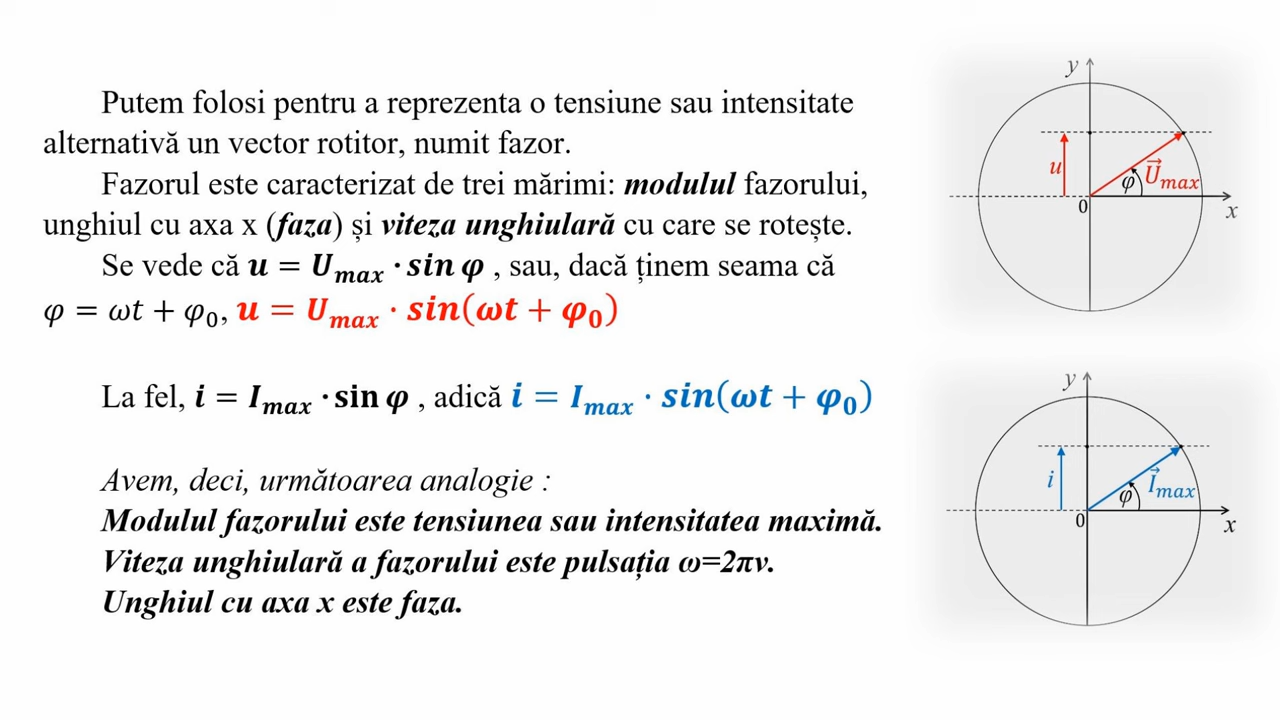 Putem folosi pentru a reprezenta o tensiune sau intensitate
alternativă un vector rotitor, numit fazor.
Fazorul este caracterizat de trei mărimi: modulul fazorului,
unghiul cu axa x (faza) și viteza unghiulară cu care se rotește.
Se vede că u = Umax · sin φ , sau, dacă ținem seama că
φ = ωt + φ0, u = Umax · sin(ωt + φ0)
La fel, i = Imax · sin φ , adică i = Imax · sin(ωt + φ0)
Avem, deci, următoarea analogie :
Modulul fazorului este tensiunea sau intensitatea maximă.
Viteza unghiulară a fazorului este pulsația ω=2πν.
Unghiul cu axa x este faza.
y
u
φ
U⃗max
0
x
y
i
φ
I⃗max
0
x